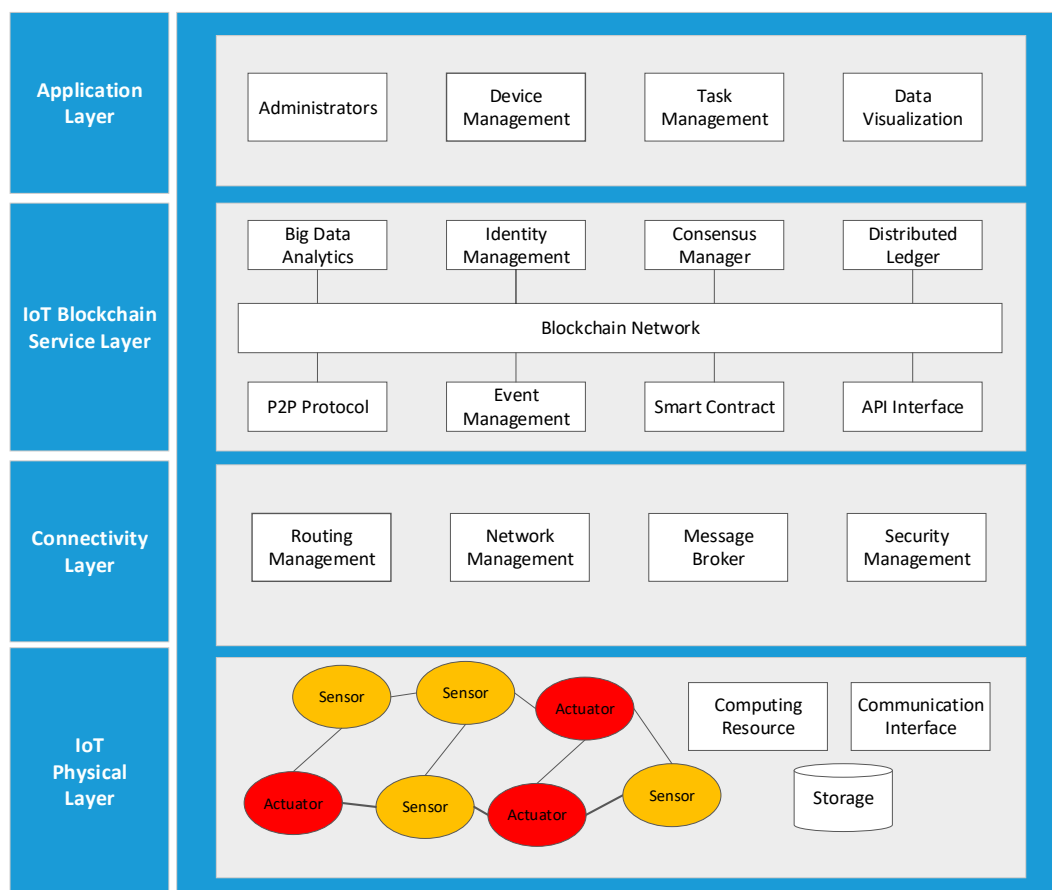 Application
Layer
Administrators
Device
Management
Task
Management
Data
Visualization
IoT Blockchain
Service Layer
Big Data
Analytics
Identity
Management
Consensus
Manager
Distributed
Ledger
Blockchain Network
P2P Protocol
Event
Management
Smart Contract
API Interface
Connectivity
Layer
Routing
Management
Network
Management
Message
Broker
Security
Management
IoT
Physical
Layer
Sensor
Sensor
Actuator
Actuator
Sensor
Actuator
Sensor
Computing
Resource
Communication
Interface
Storage